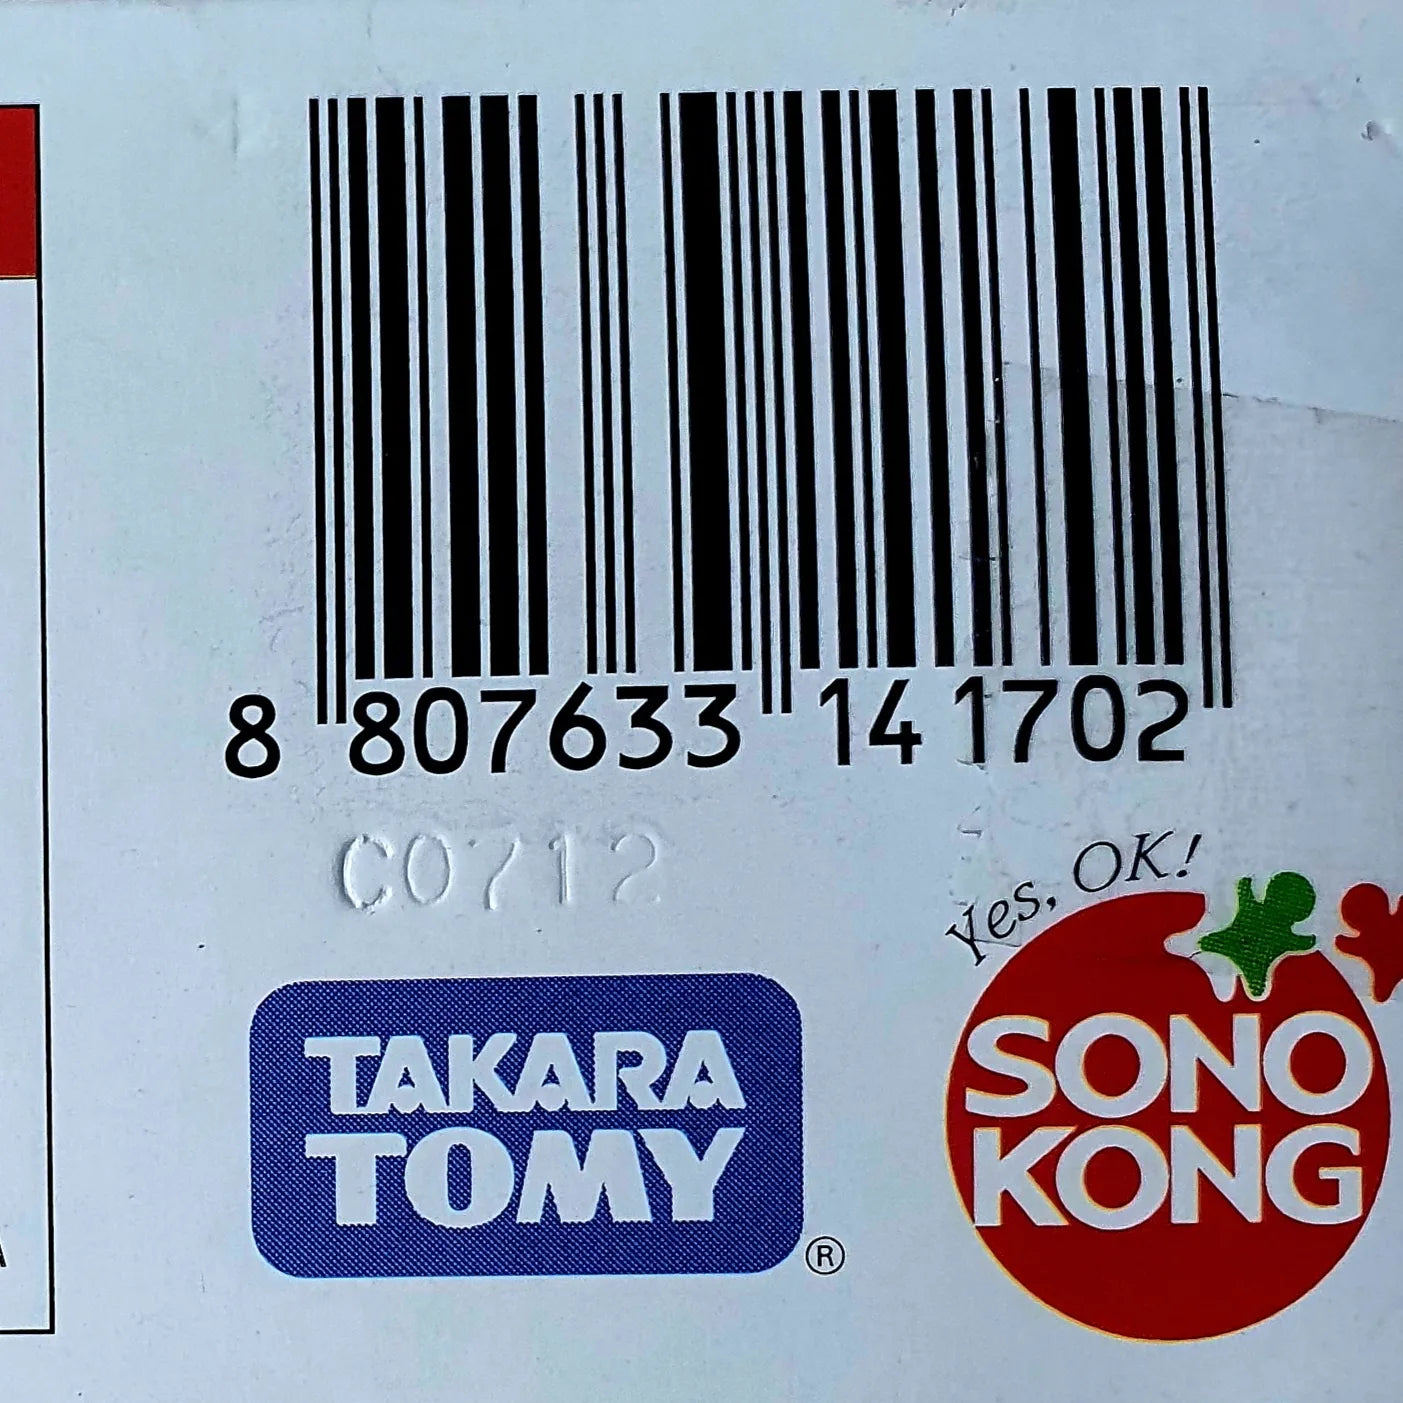 8 807633 141702
C0712
Yes, OK!
TAKARA
TOMY
®
SONO
KONG
A